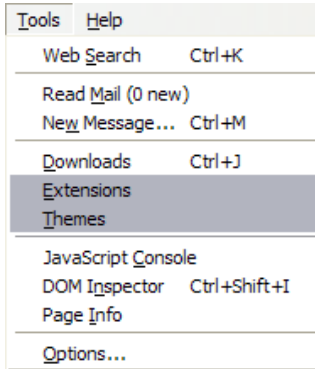 Tools Help
Web Search Ctrl+K
Read Mail (0 new)
New Message... Ctrl+M
Downloads Ctrl+J
Extensions
Themes
JavaScript Console
DOM Inspector Ctrl+Shift+I
Page Info
Options...